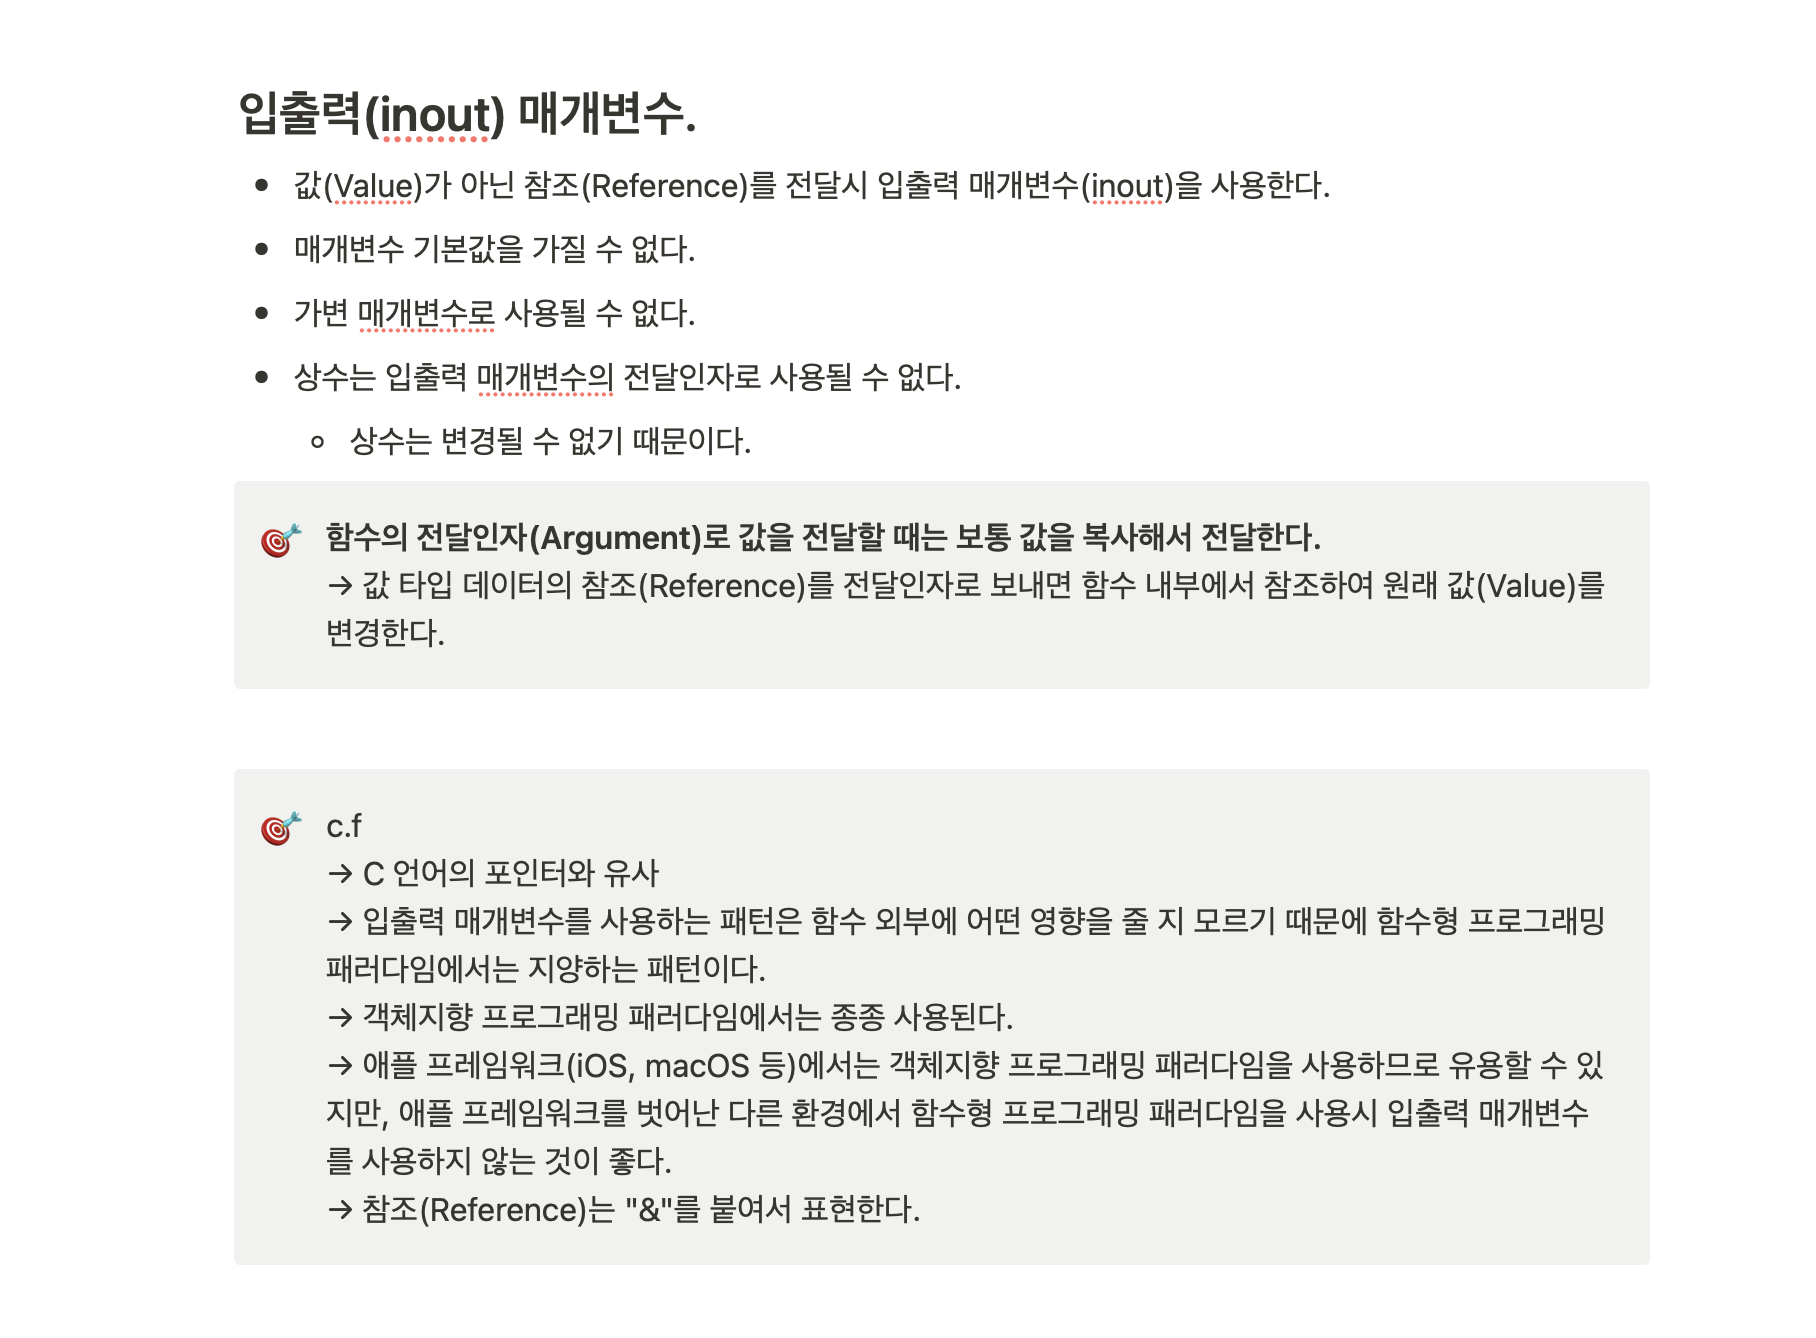 입출력(inout) 매개변수.
값(Value)가 아닌 참조(Reference)를 전달시 입출력 매개변수(inout)을 사용한다.
매개변수 기본값을 가질 수 없다.
가변 매개변수로 사용될 수 없다.
상수는 입출력 매개변수의 전달인자로 사용될 수 없다.
상수는 변경될 수 없기 때문이다.
함수의 전달인자(Argument)로 값을 전달할 때는 보통 값을 복사해서 전달한다.
→ 값 타입 데이터의 참조(Reference)를 전달인자로 보내면 함수 내부에서 참조하여 원래 값(Value)를
변경한다.
c.f
→ C 언어의 포인터와 유사
→ 입출력 매개변수를 사용하는 패턴은 함수 외부에 어떤 영향을 줄 지 모르기 때문에 함수형 프로그래밍
패러다임에서는 지양하는 패턴이다.
→ 객체지향 프로그래밍 패러다임에서는 종종 사용된다.
→ 애플 프레임워크(iOS, macOS 등)에서는 객체지향 프로그래밍 패러다임을 사용하므로 유용할 수 있
지만, 애플 프레임워크를 벗어난 다른 환경에서 함수형 프로그래밍 패러다임을 사용시 입출력 매개변수
를 사용하지 않는 것이 좋다.
→ 참조(Reference)는 "&"를 붙여서 표현한다.